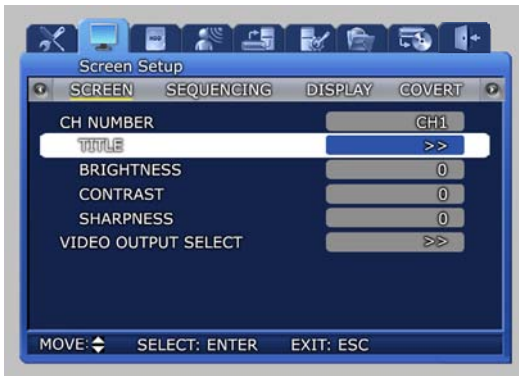 Screen Setup
SCREEN SEQUENCING DISPLAY COVERT
CH NUMBER CH1
TITLE >>
BRIGHTNESS 0
CONTRAST 0
SHARPNESS 0
VIDEO OUTPUT SELECT >>
MOVE: SELECT: ENTER EXIT: ESC